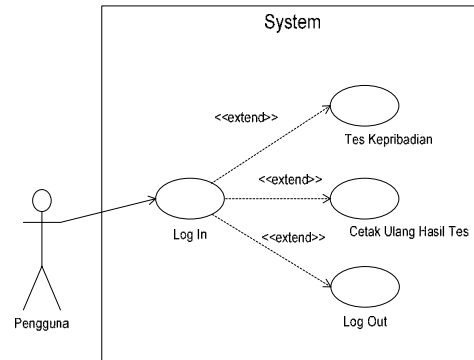 System
<<extend>>
Tes Kepribadian
<<extend>>
Log In
Cetak Ulang Hasil Tes
<<extend>>
Pengguna
Log Out